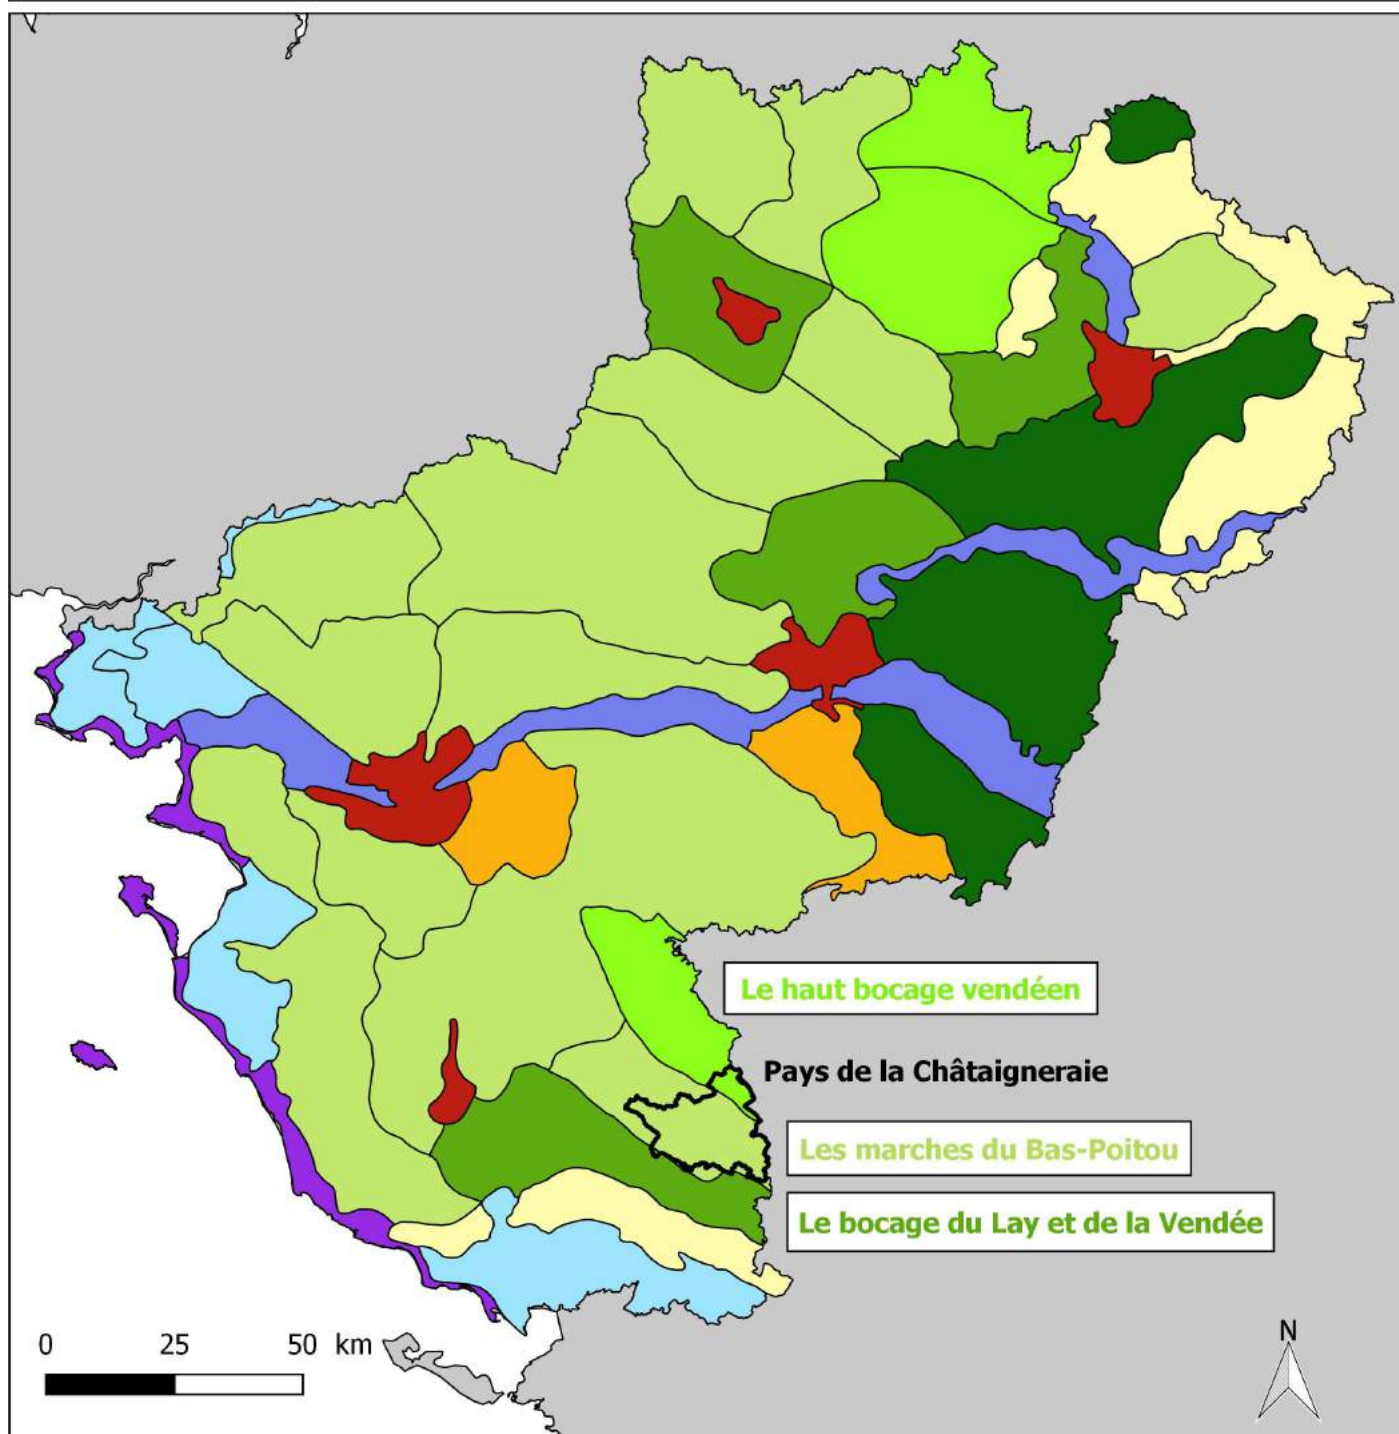 Le haut bocage vendéen
Pays de la Châtaigneraie
Les marches du Bas-Poitou
Le bocage du Lay et de la Vendée
0 25 50 km
N